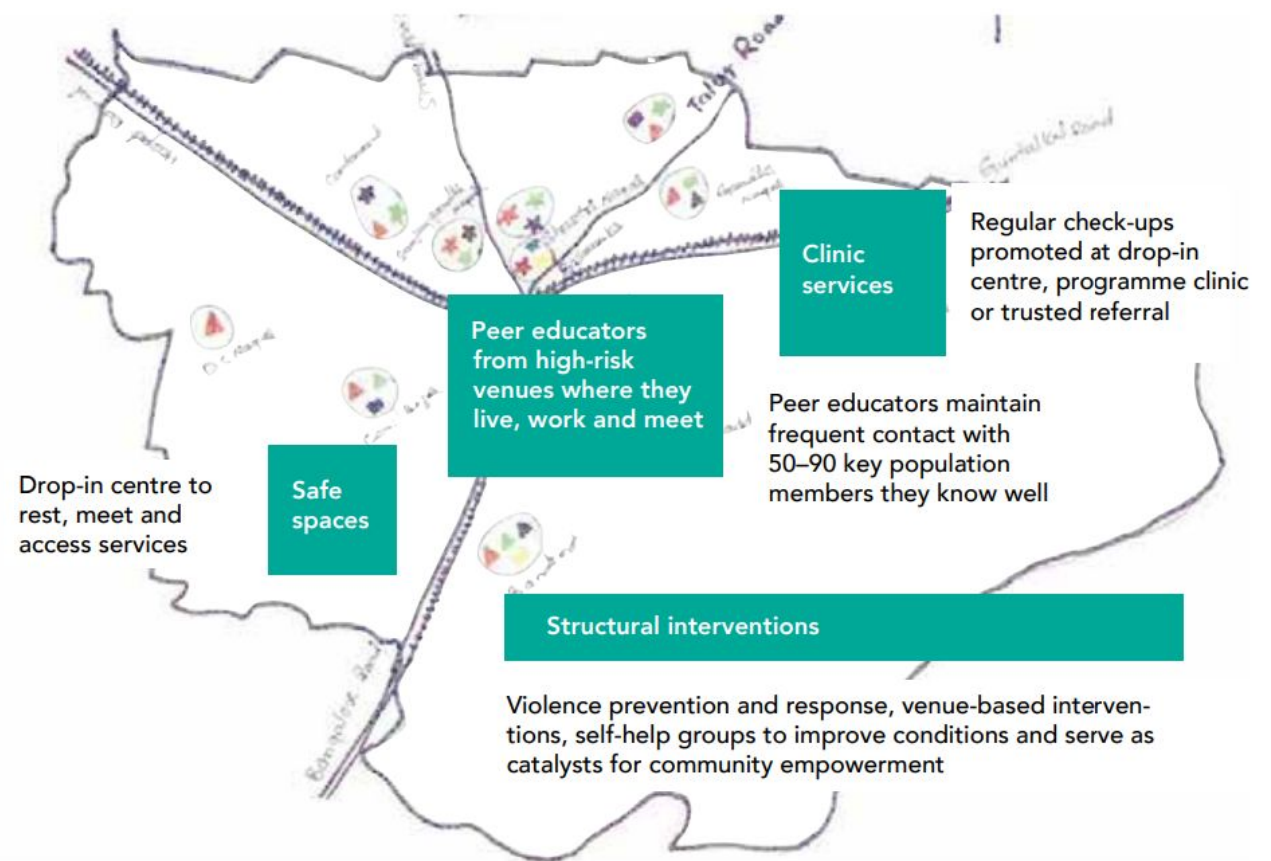 Road
Guntakal Road
Clinic
services
Regular check-ups
promoted at drop-in
centre, programme clinic
or trusted referral
Peer educators
from high-risk
venues where they
live, work and meet
Peer educators maintain
frequent contact with
50–90 key population
members they know well
Drop-in centre to
rest, meet and
access services
Safe
spaces
Structural interventions
Bangalore Road
Violence prevention and response, venue-based interven-
tions, self-help groups to improve conditions and serve as
catalysts for community empowerment